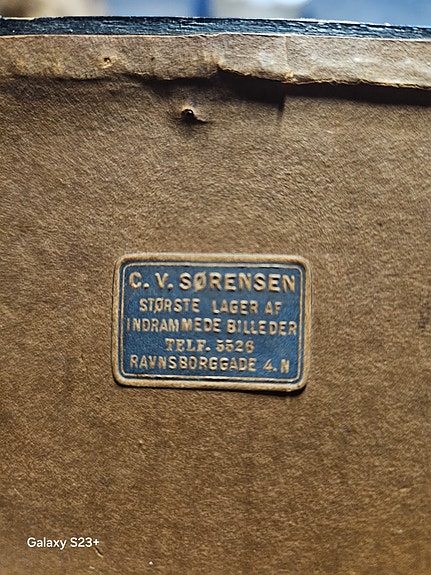 C. V. SØRENSEN
STØRSTE LAGER AF
INDRAMMEDE BILLEDER
TELF. 5526
RAVNSBORGGADE 4. N
Galaxy S23+